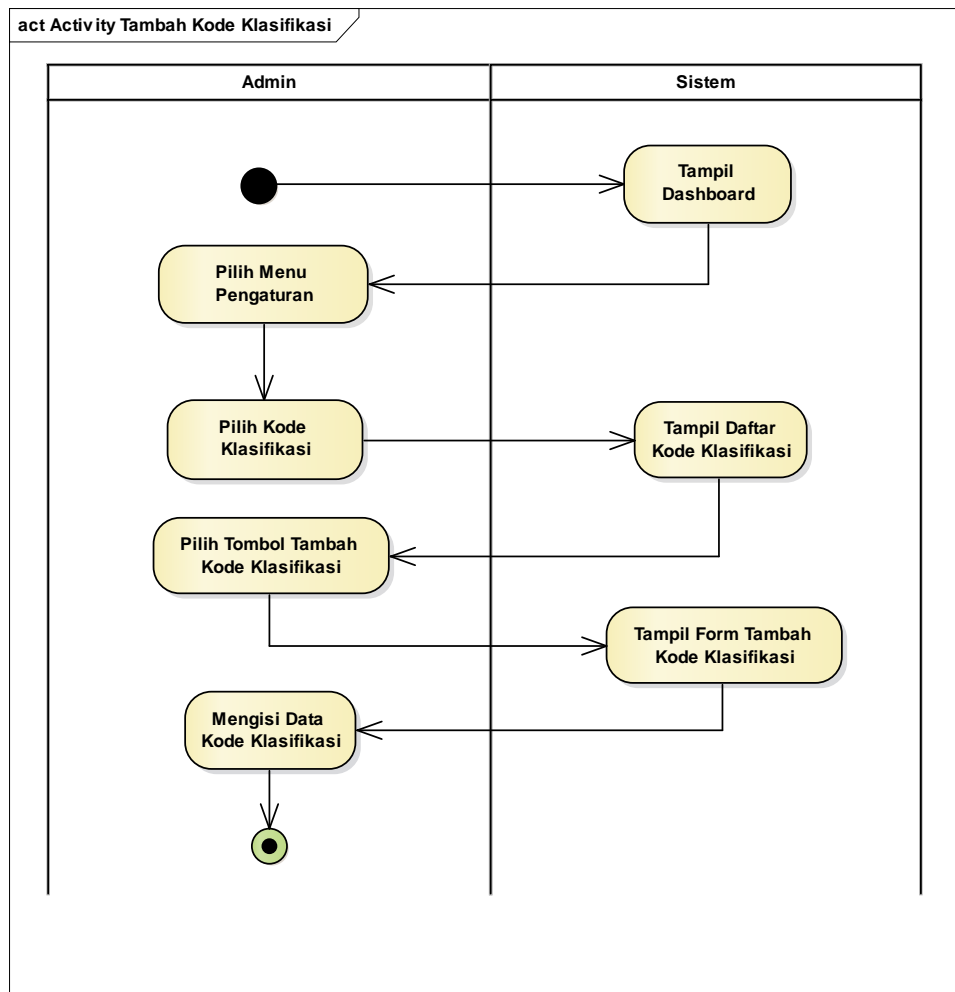 act Activity Tambah Kode Klasifikasi
Admin
Sistem
Tampil
Dashboard
Pilih Menu
Pengaturan
Pilih Kode
Klasifikasi
Tampil Daftar
Kode Klasifikasi
Pilih Tombol Tambah
Kode Klasifikasi
Tampil Form Tambah
Kode Klasifikasi
Mengisi Data
Kode Klasifikasi